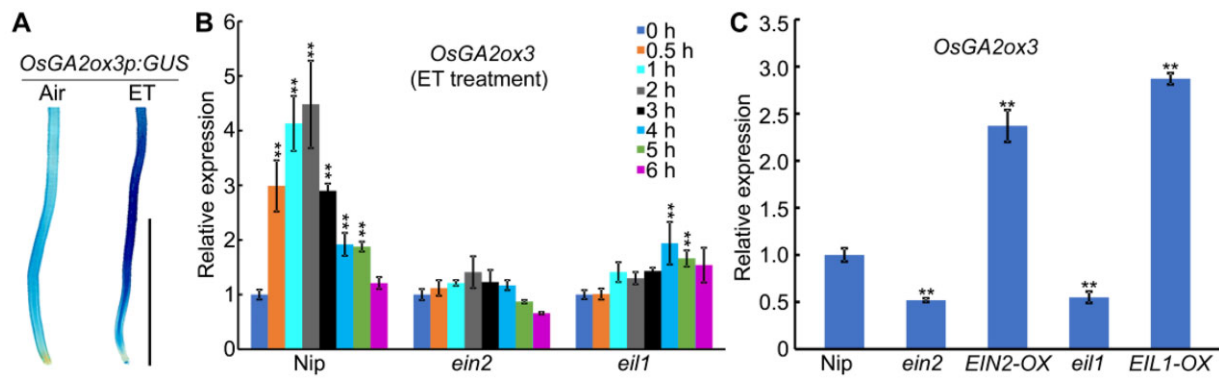 A
OsGA2ox3p:GUS
Air ET
B
Relative expression
6
5
4
3
2
1
0
OsGA2ox3
(ET treatment)
0 h
0.5 h
1 h
2 h
3 h
4 h
5 h
6 h
**
**
**
**
**
**
**
**
Nip ein2 eil1
C
Relative expression
3.5
3.0
2.5
2.0
1.5
1.0
0.5
0
OsGA2ox3
**
**
**
**
Nip ein2 EIN2-OX eil1 EIL1-OX